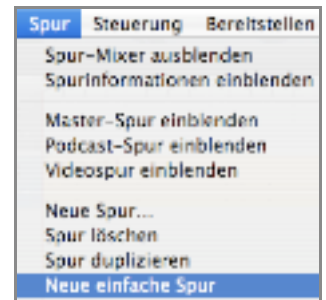 Spur Steuerung Bereitstellen
Spur-Mixer ausblenden
Spurinformationen einblenden
Master-Spur einblenden
Podcast-Spur einblenden
Videospur einblenden
Neue Spur...
Spur löschen
Spur duplizieren
Neue einfache Spur